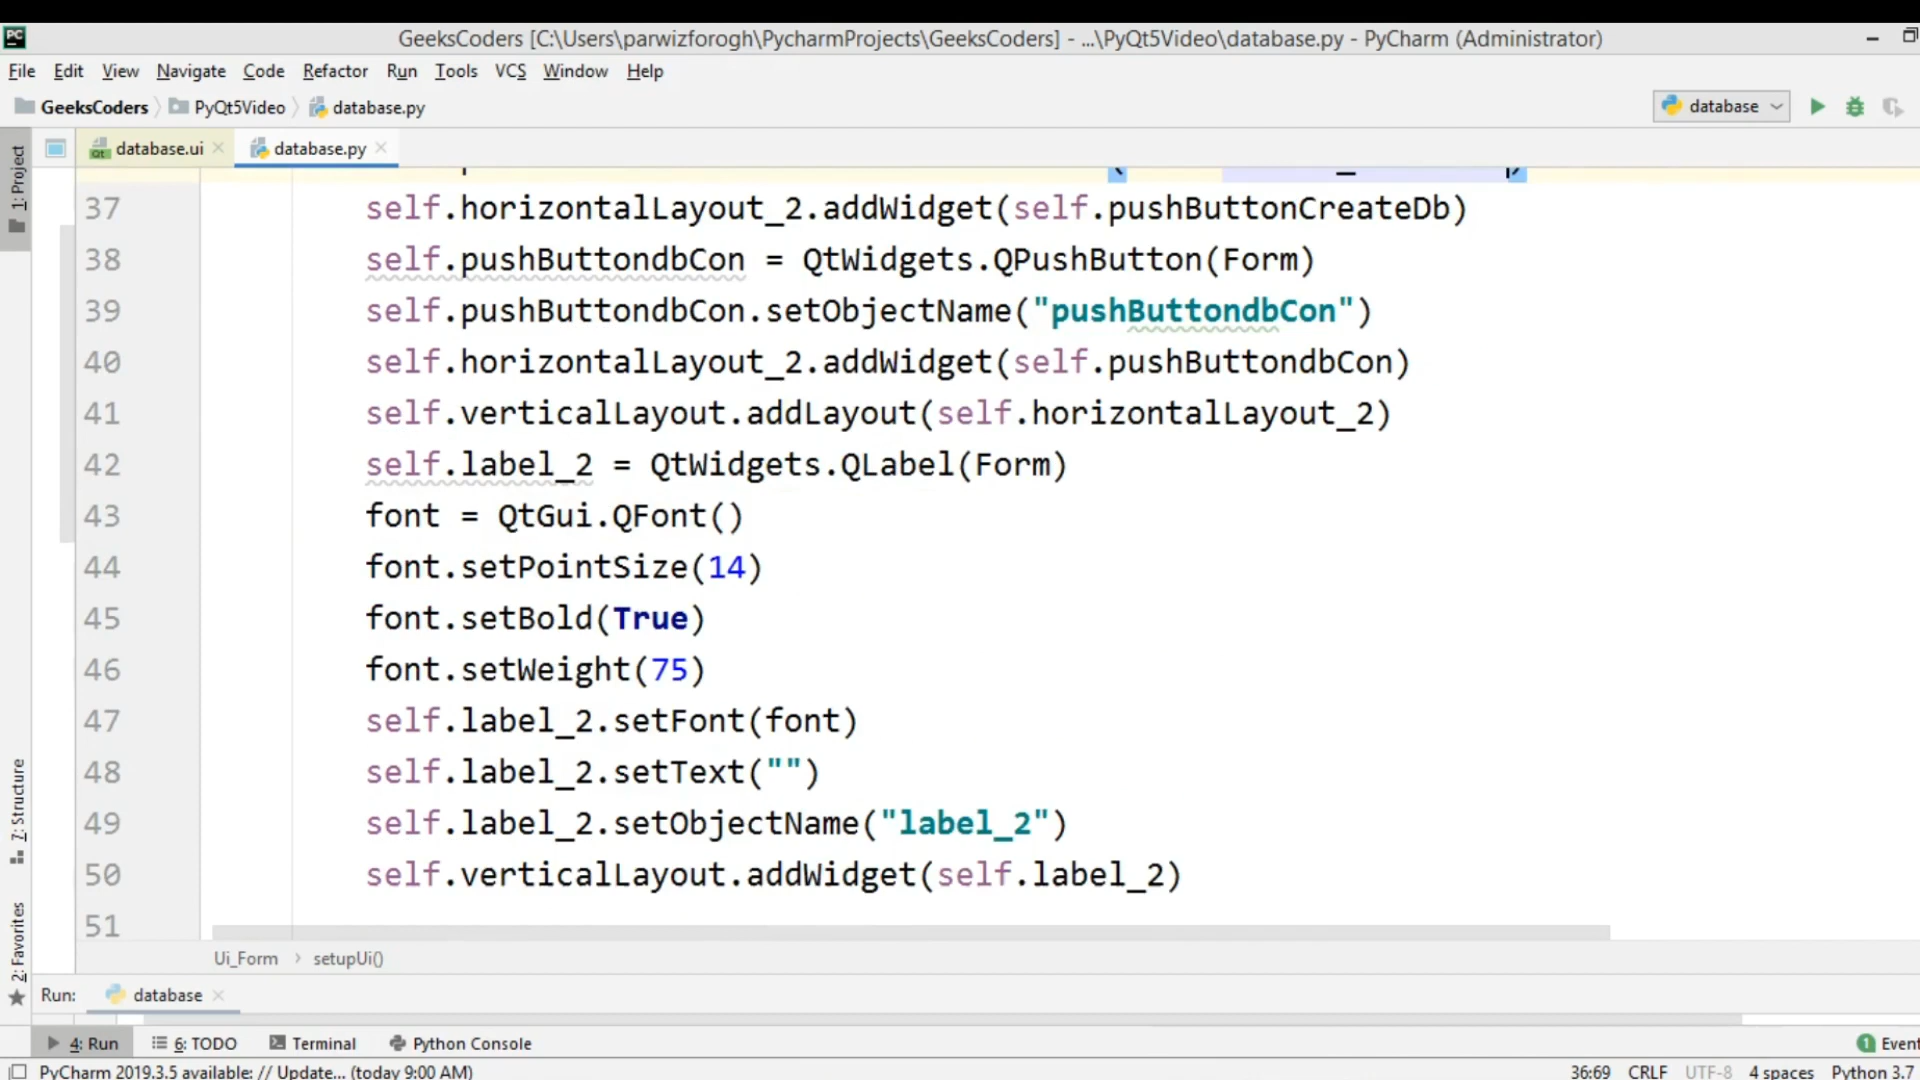 GeeksCoders [C:\Users\parwizforogh\PycharmProjects\GeeksCoders] - ...\PyQt5Video\database.py - PyCharm (Administrator)
File Edit View Navigate Code Refactor Run Tools VCS Window Help
GeeksCoders PyQt5Video database.py database
database.ui database.py
1: Project
37 self.horizontalLayout_2.addWidget(self.pushButtonCreateDb)
38 self.pushButtondbCon = QtWidgets.QPushButton(Form)
39 self.pushButtondbCon.setObjectName("pushButtondbCon")
40 self.horizontalLayout_2.addWidget(self.pushButtondbCon)
41 self.verticalLayout.addLayout(self.horizontalLayout_2)
42 self.label_2 = QtWidgets.QLabel(Form)
43 font = QtGui.QFont()
44 font.setPointSize(14)
45 font.setBold(True)
46 font.setWeight(75)
47 self.label_2.setFont(font)
48 self.label_2.setText("")
49 self.label_2.setObjectName("label_2")
50 self.verticalLayout.addWidget(self.label_2)
51
7: Structure
2: Favorites
Ui_Form setupUi()
Run: database
4: Run 6: TODO Terminal Python Console 1 Event
PyCharm 2019.3.5 available: // Update... (today 9:00 AM) 36:69 CRLF UTF-8 4 spaces Python 3.7